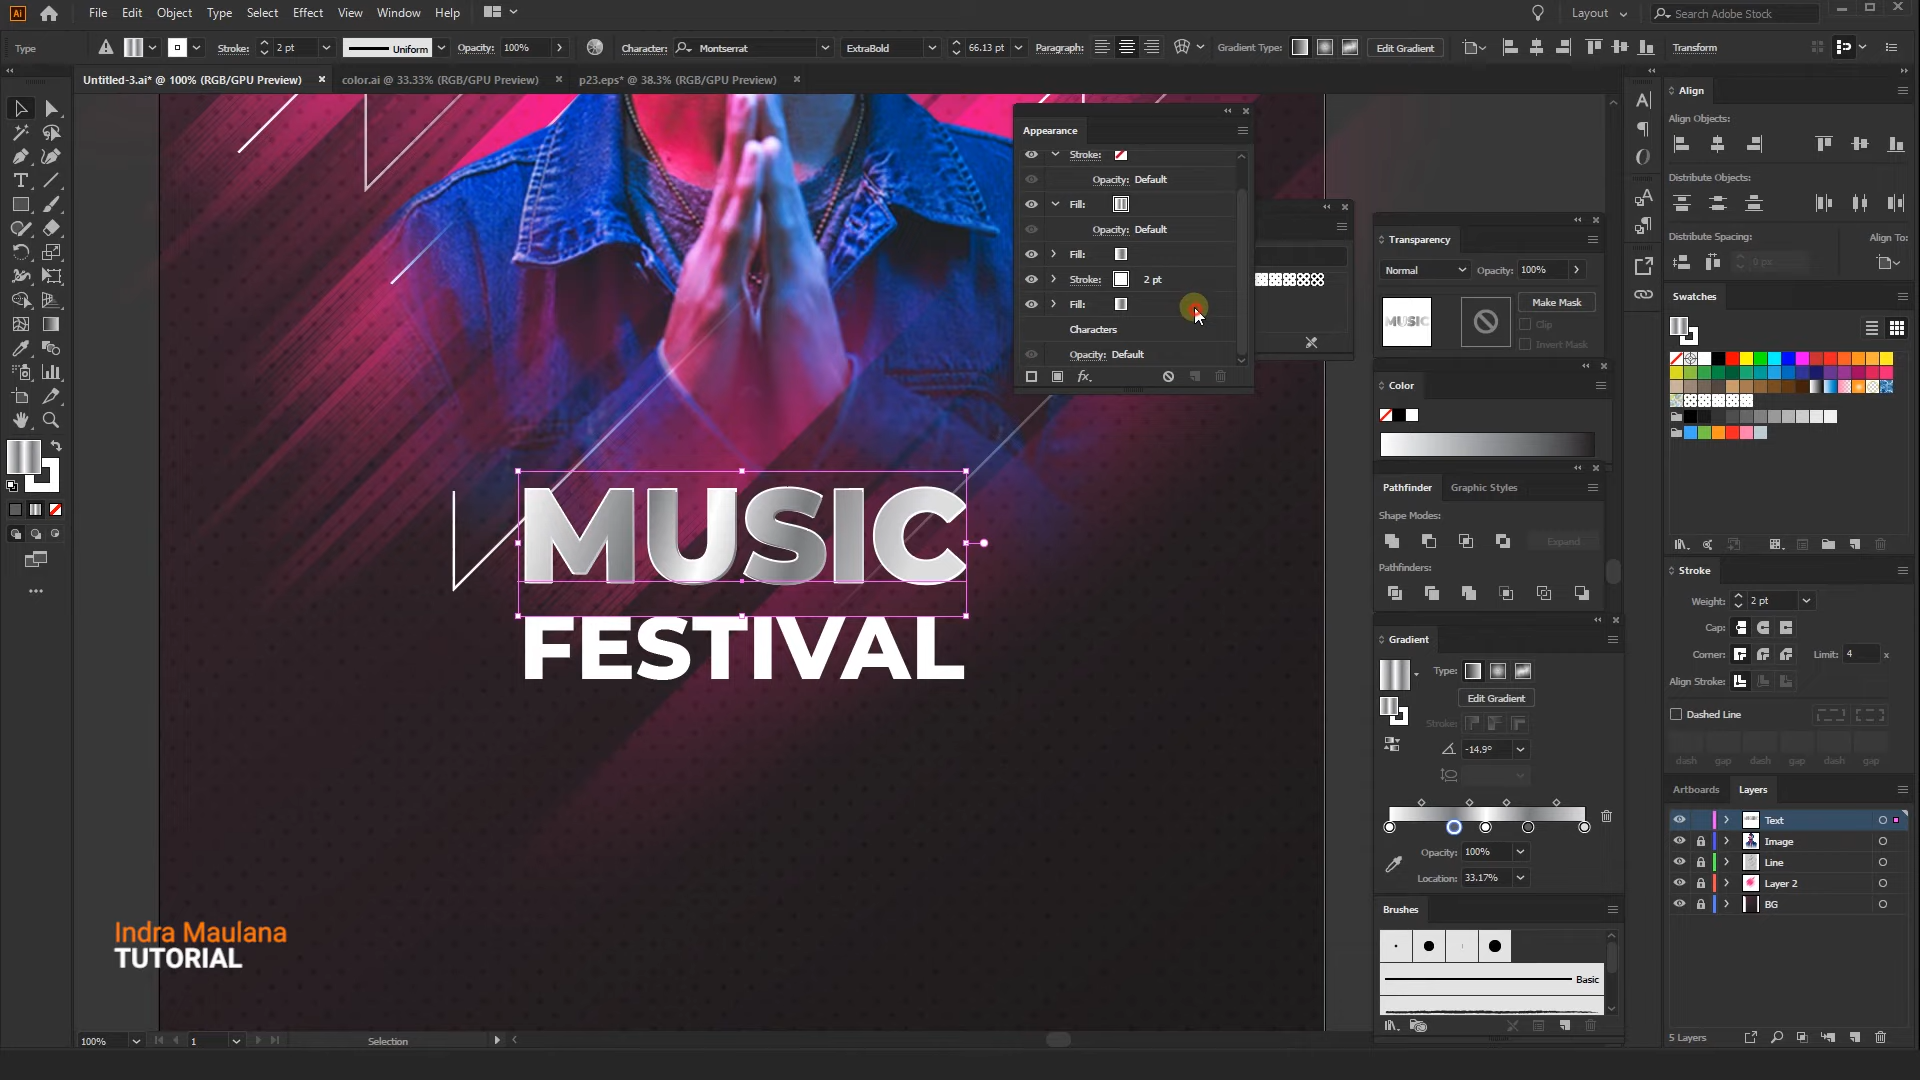 Ai File Edit Object Type Select Effect View Window Help Layout Search Adobe Stock
Type Stroke: 2 pt Uniform Opacity: 100% Character: Montserrat ExtraBold 66.13 pt Paragraph: Gradient Type: Edit Gradient Transform
Untitled-3.ai* @ 100% (RGB/GPU Preview) color.ai @ 33.33% (RGB/GPU Preview) p23.eps* @ 38.3% (RGB/GPU Preview)
Appearance
Stroke:
Opacity: Default
Fill:
Opacity: Default
Fill:
Stroke: 2 pt
Fill:
Characters
Opacity: Default
fx
MUSIC
FESTIVAL
Indra Maulana
TUTORIAL
Transparency
Normal Opacity: 100%
MUSIC
Make Mask
Clip
Invert Mask
Color
Pathfinder Graphic Styles
Shape Modes:
Expand
Pathfinders:
Gradient
Type:
Edit Gradient
Stroke:
-14.9°
Opacity: 100%
Location: 33.17%
Brushes
Basic
Align
Align Objects:
Distribute Objects:
Distribute Spacing: Align To:
0 px
Swatches
Stroke
Weight: 2 pt
Cap:
Corner: Limit: 4 x
Align Stroke:
Dashed Line
dash gap dash gap dash gap
Artboards Layers
Text
Image
Line
Layer 2
BG
5 Layers
100% 1 Selection